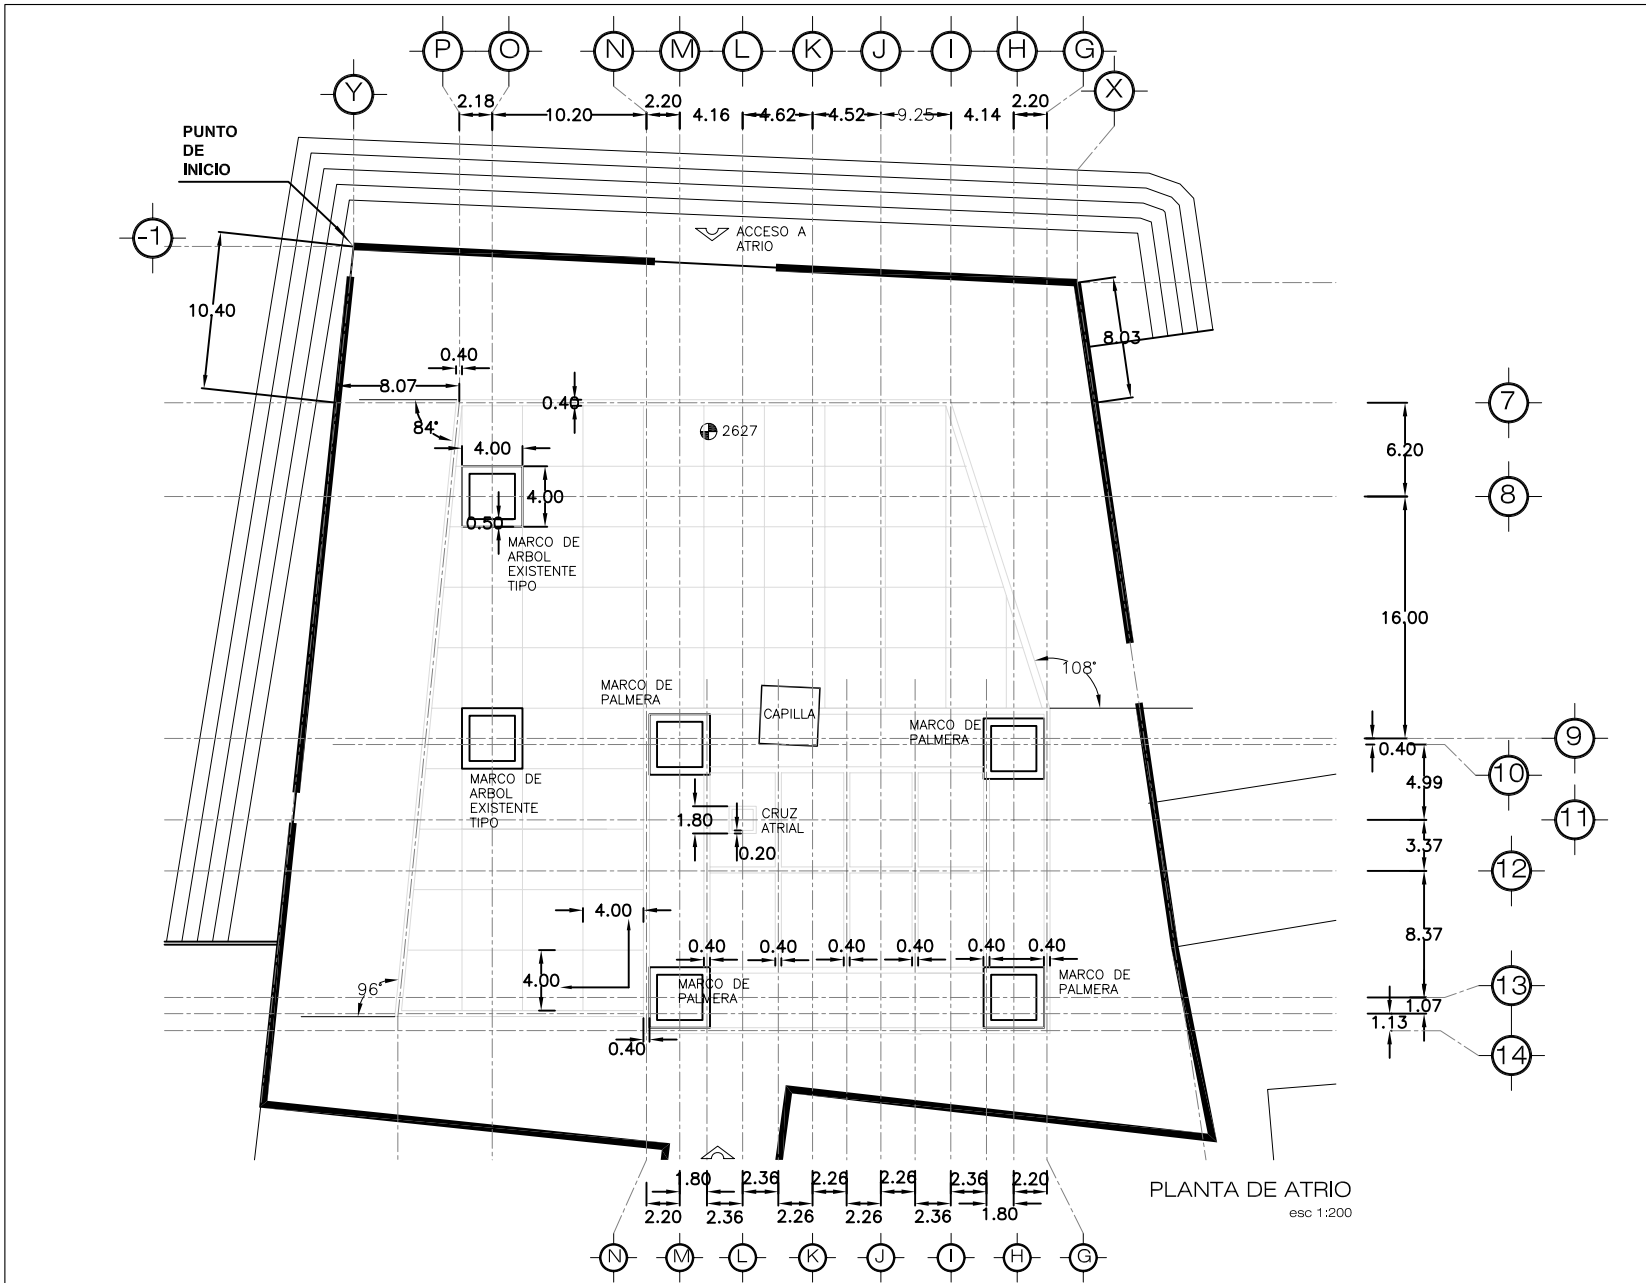 P O N M L K J I H G
Y X
2.18 10.20 2.20 4.16 4.62 4.52 9.25 4.14 2.20
PUNTO
DE
INICIO
-1
ACCESO A
ATRIO
10.40
8.03
0.40
8.07
0.40
7
84°
2627
4.00
6.20
4.00
8
0.50
MARCO DE
ARBOL
EXISTENTE
TIPO
16.00
108°
MARCO DE
PALMERA
CAPILLA
MARCO DE
PALMERA
9
0.40
10
4.99
MARCO DE
ARBOL
EXISTENTE
TIPO
1.80
CRUZ
ATRIAL
0.20
11
3.37
12
4.00
8.37
0.40 0.40 0.40 0.40 0.40 0.40
4.00
MARCO DE
PALMERA
MARCO DE
PALMERA
96°
13
1.07
1.13
0.40
14
1.80 2.36 2.26 2.26 2.36 2.20
2.20 2.36 2.26 2.26 2.36 1.80
PLANTA DE ATRIO
esc 1:200
N M L K J I H G